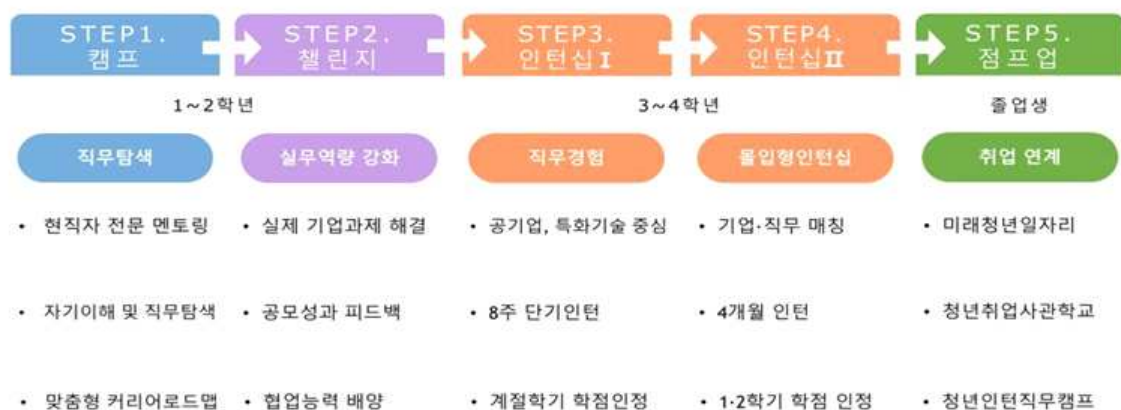 STEP1.
캠프
STEP2.
챌린지
STEP3.
인턴십Ⅰ
STEP4.
인턴십Ⅱ
STEP5.
점프업
1~2학년
3~4학년
졸업생
직무탐색
실무역량 강화
직무경험
몰입형인턴십
취업 연계
• 현직자 전문 멘토링
• 실제 기업과제 해결
• 공기업, 특화기술 중심
• 기업·직무 매칭
• 미래청년일자리
• 자기이해 및 직무탐색
• 공모성과 피드백
• 8주 단기인턴
• 4개월 인턴
• 청년취업사관학교
• 맞춤형 커리어로드맵
• 협업능력 배양
• 계절학기 학점인정
• 1·2학기 학점 인정
• 청년인턴직무캠프